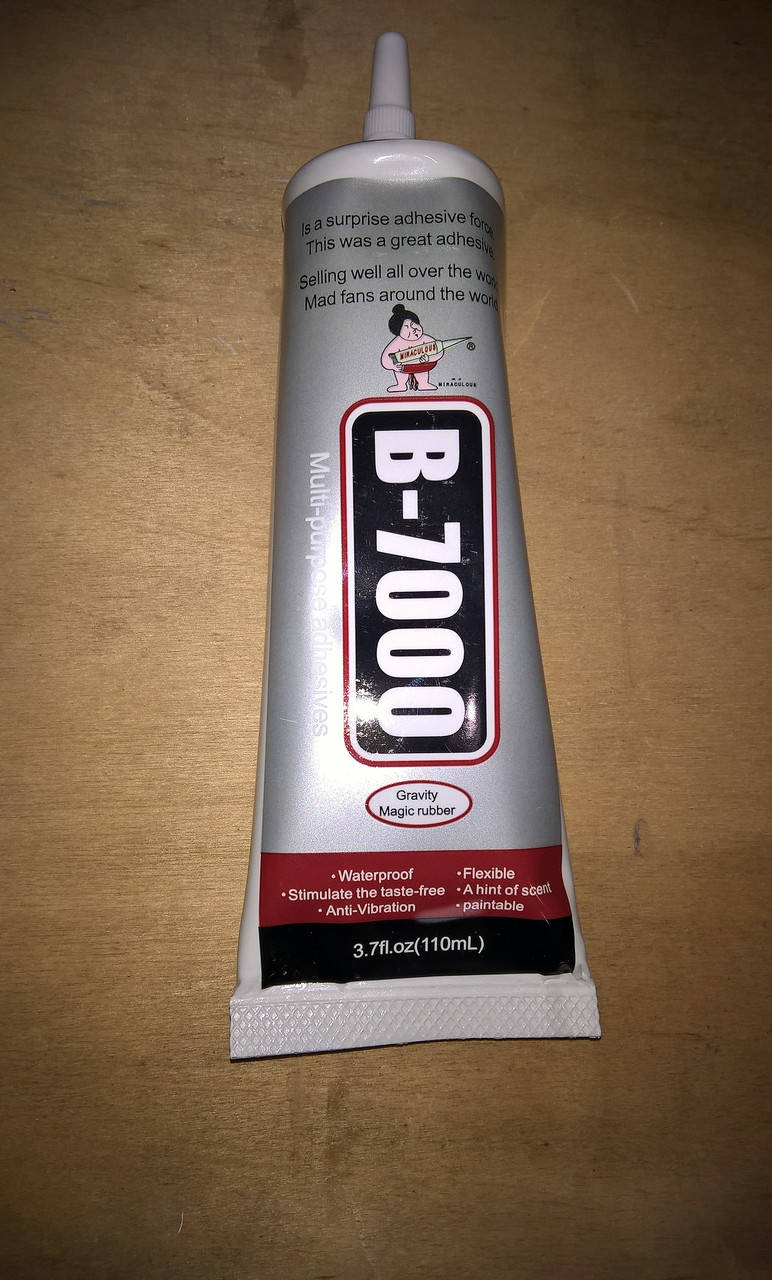 Is a surprise adhesive force
This was a great adhesive.
Selling well all over the world
Mad fans around the world
MIRACULOUS
®
MIRACULOUS
B-7000
Multi-purpose adhesives
Gravity
Magic rubber
• Waterproof
• Stimulate the taste-free
• Anti-Vibration
• Flexible
• A hint of scent
• paintable
3.7fl.oz(110mL)